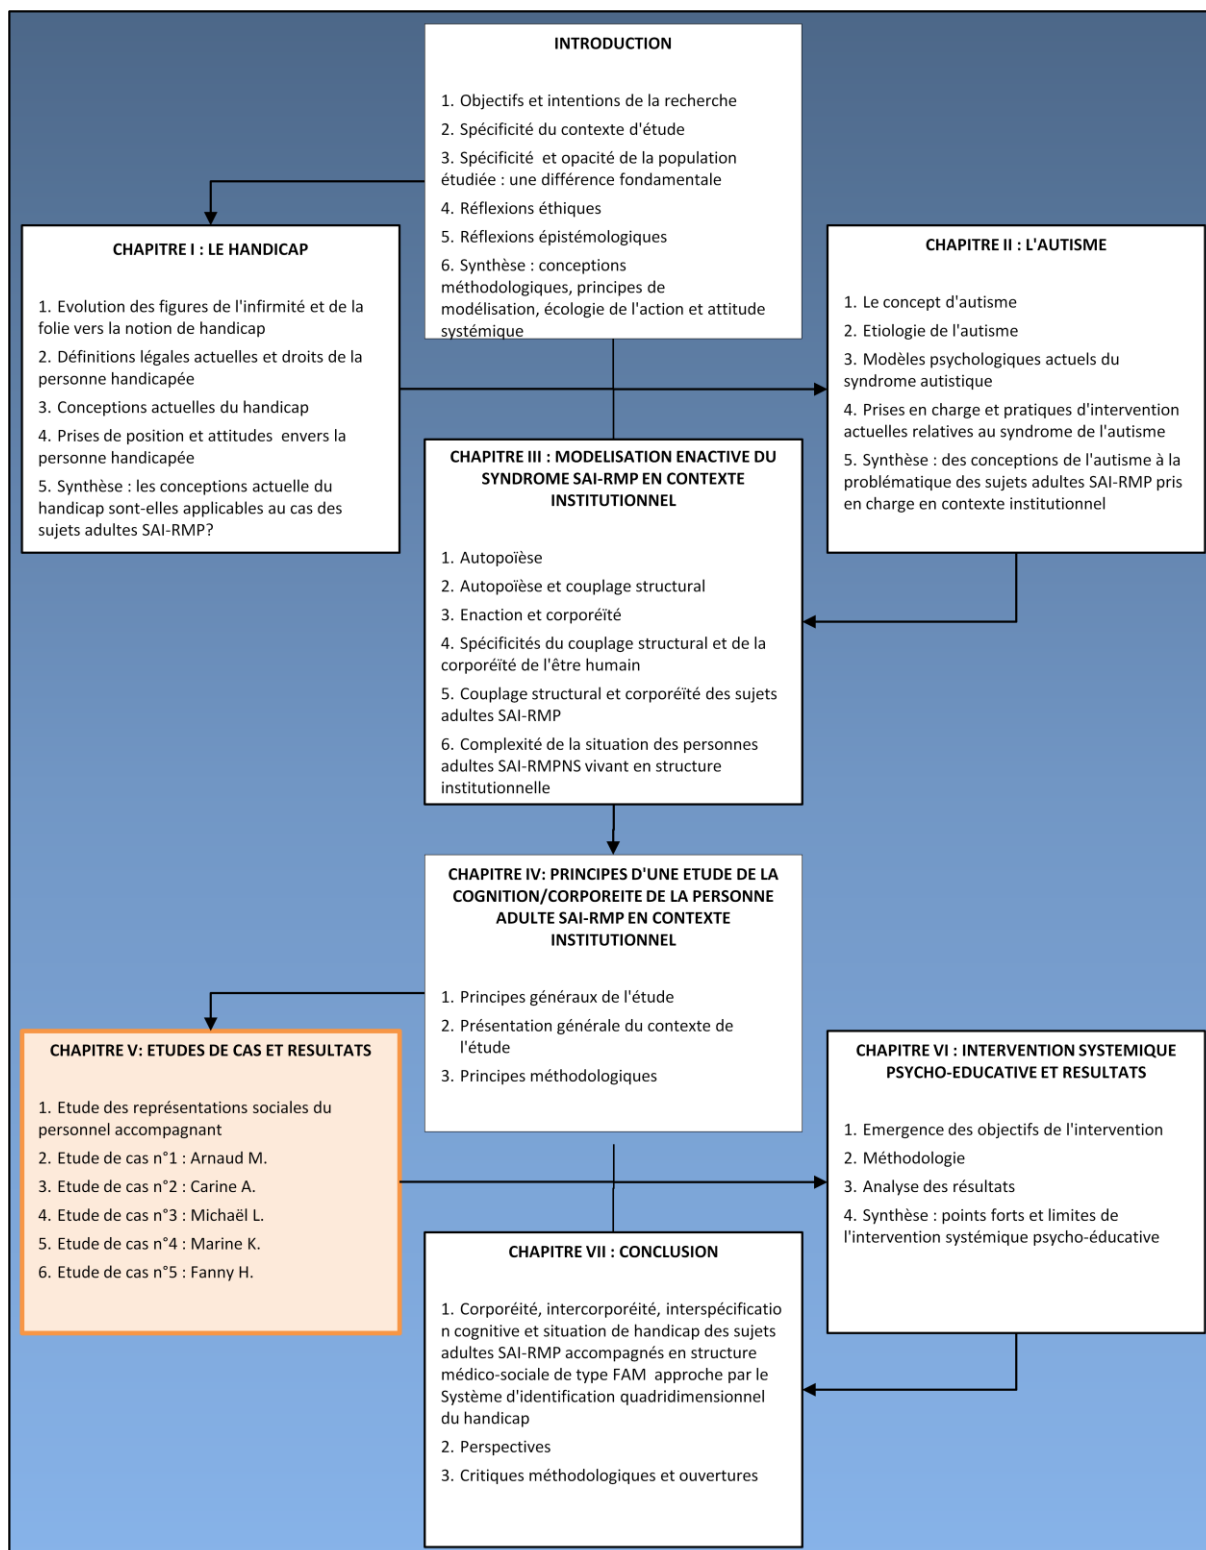 INTRODUCTION
1. Objectifs et intentions de la recherche
2. Spécificité du contexte d'étude
3. Spécificité  et opacité de la population
étudiée : une différence fondamentale
4. Réflexions éthiques
5. Réflexions épistémologiques
6. Synthèse : conceptions
méthodologiques, principes de
modélisation, écologie de l'action et attitude
systémique
CHAPITRE I : LE HANDICAP
1. Evolution des figures de l'infirmité et de la
folie vers la notion de handicap
2. Définitions légales actuelles et droits de la
personne handicapée
3. Conceptions actuelles du handicap
4. Prises de position et attitudes  envers la
personne handicapée
5. Synthèse : les conceptions actuelle du
handicap sont-elles applicables au cas des
sujets adultes SAI-RMP?
CHAPITRE II : L'AUTISME
1. Le concept d'autisme
2. Etiologie de l'autisme
3. Modèles psychologiques actuels du
syndrome autistique
4. Prises en charge et pratiques d'intervention
actuelles relatives au syndrome de l'autisme
5. Synthèse : des conceptions de l'autisme à la
problématique des sujets adultes SAI-RMP pris
en charge en contexte institutionnel
CHAPITRE III : MODELISATION ENACTIVE DU
SYNDROME SAI-RMP EN CONTEXTE
INSTITUTIONNEL
1. Autopoïèse
2. Autopoïèse et couplage structural
3. Enaction et corporéïté
4. Spécificités du couplage structural et de la
corporéïté de l'être humain
5. Couplage structural et corporéïté des sujets
adultes SAI-RMP
6. Complexité de la situation des personnes
adultes SAI-RMPNS vivant en structure
institutionnelle
CHAPITRE IV: PRINCIPES D'UNE ETUDE DE LA
COGNITION/CORPOREITE DE LA PERSONNE
ADULTE SAI-RMP EN CONTEXTE
INSTITUTIONNEL
1. Principes généraux de l'étude
2. Présentation générale du contexte de
l'étude
3. Principes méthodologiques
CHAPITRE V: ETUDES DE CAS ET RESULTATS
1. Etude des représentations sociales du
personnel accompagnant
2. Etude de cas n°1 : Arnaud M.
3. Etude de cas n°2 : Carine A.
4. Etude de cas n°3 : Michaël L.
5. Etude de cas n°4 : Marine K.
6. Etude de cas n°5 : Fanny H.
CHAPITRE VI : INTERVENTION SYSTEMIQUE
PSYCHO-EDUCATIVE ET RESULTATS
1. Emergence des objectifs de l'intervention
2. Méthodologie
3. Analyse des résultats
4. Synthèse : points forts et limites de
l'intervention systémique psycho-éducative
CHAPITRE VII : CONCLUSION
1. Corporéité, intercorporéité, interspécificatio
n cognitive et situation de handicap des sujets
adultes SAI-RMP accompagnés en structure
médico-sociale de type FAM  approche par le
Système d'identification quadridimensionnel
du handicap
2. Perspectives
3. Critiques méthodologiques et ouvertures